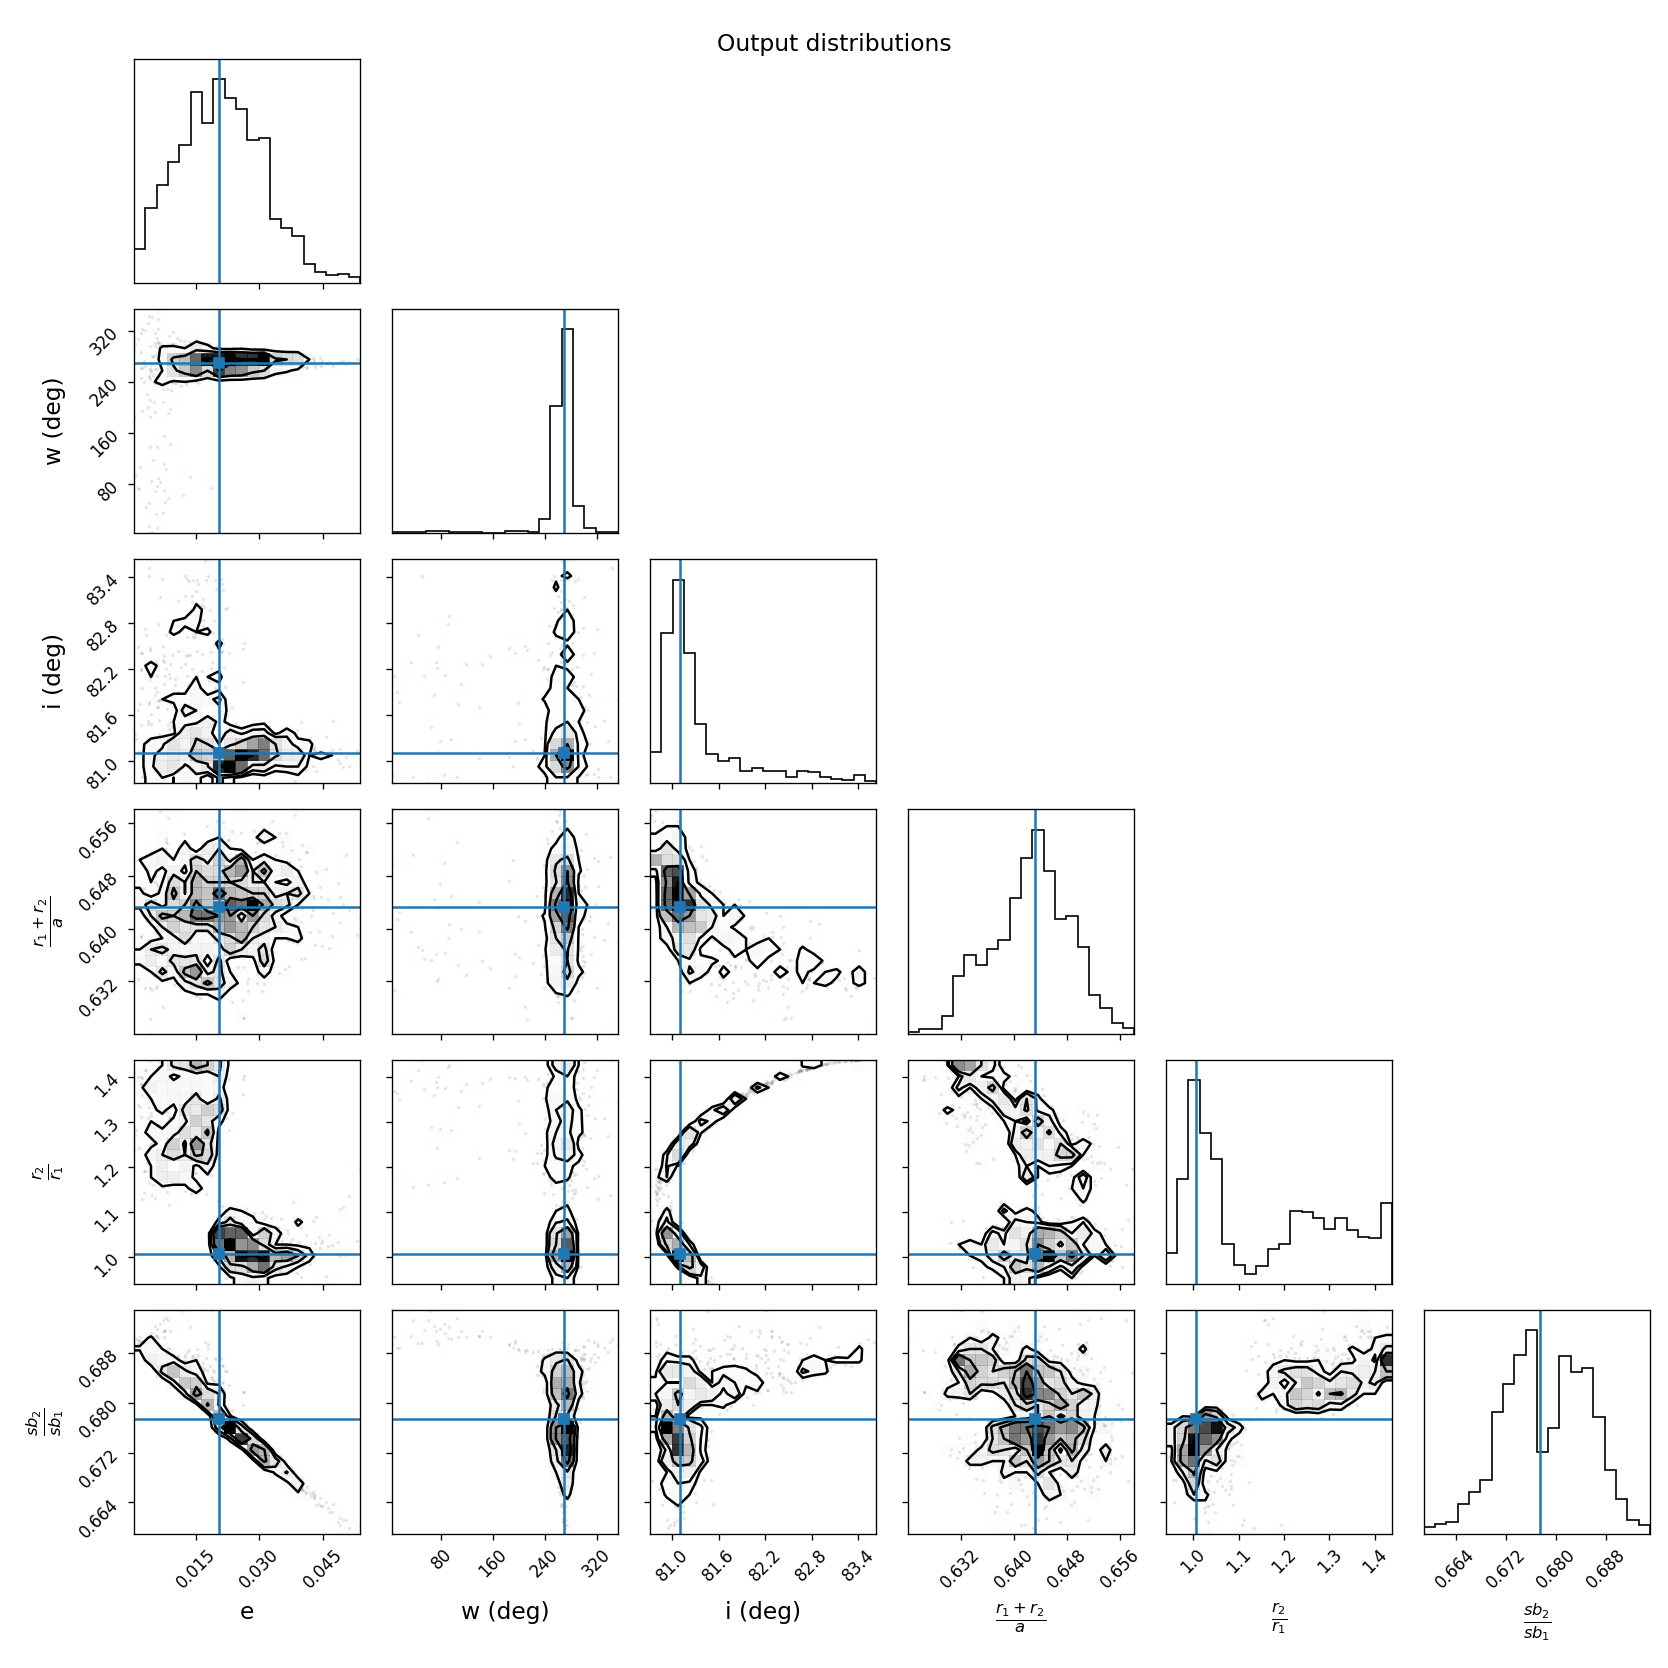 Output distributions
320
240
160
80
w (deg)
83.4
82.8
82.2
81.6
81.0
i (deg)
0.656
0.648
0.640
0.632
r₁ + r₂
a
1.4
1.3
1.2
1.1
1.0
r₂
r₁
0.688
0.680
0.672
0.664
sb₂
sb₁
0.015 0.030 0.045 80 160 240 320 81.0 81.6 82.2 82.8 83.4 0.632 0.640 0.648 0.656 1.0 1.1 1.2 1.3 1.4 0.664 0.672 0.680 0.688
e w (deg) i (deg) r₁ + r₂ r₂ sb₂
a r₁ sb₁